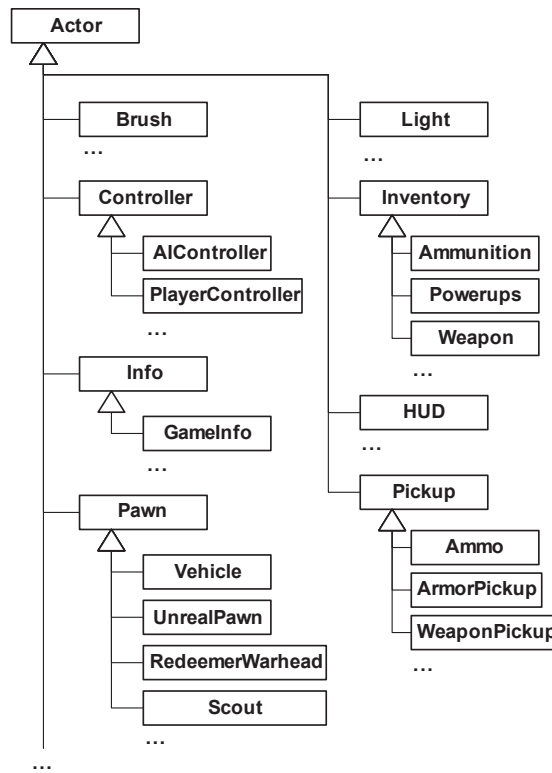 Actor
Brush
...
Controller
AIController
PlayerController
...
Info
GameInfo
...
Pawn
Vehicle
UnrealPawn
RedeemerWarhead
Scout
...
...
Light
...
Inventory
Ammunition
Powerups
Weapon
...
HUD
...
Pickup
Ammo
ArmorPickup
WeaponPickup
...